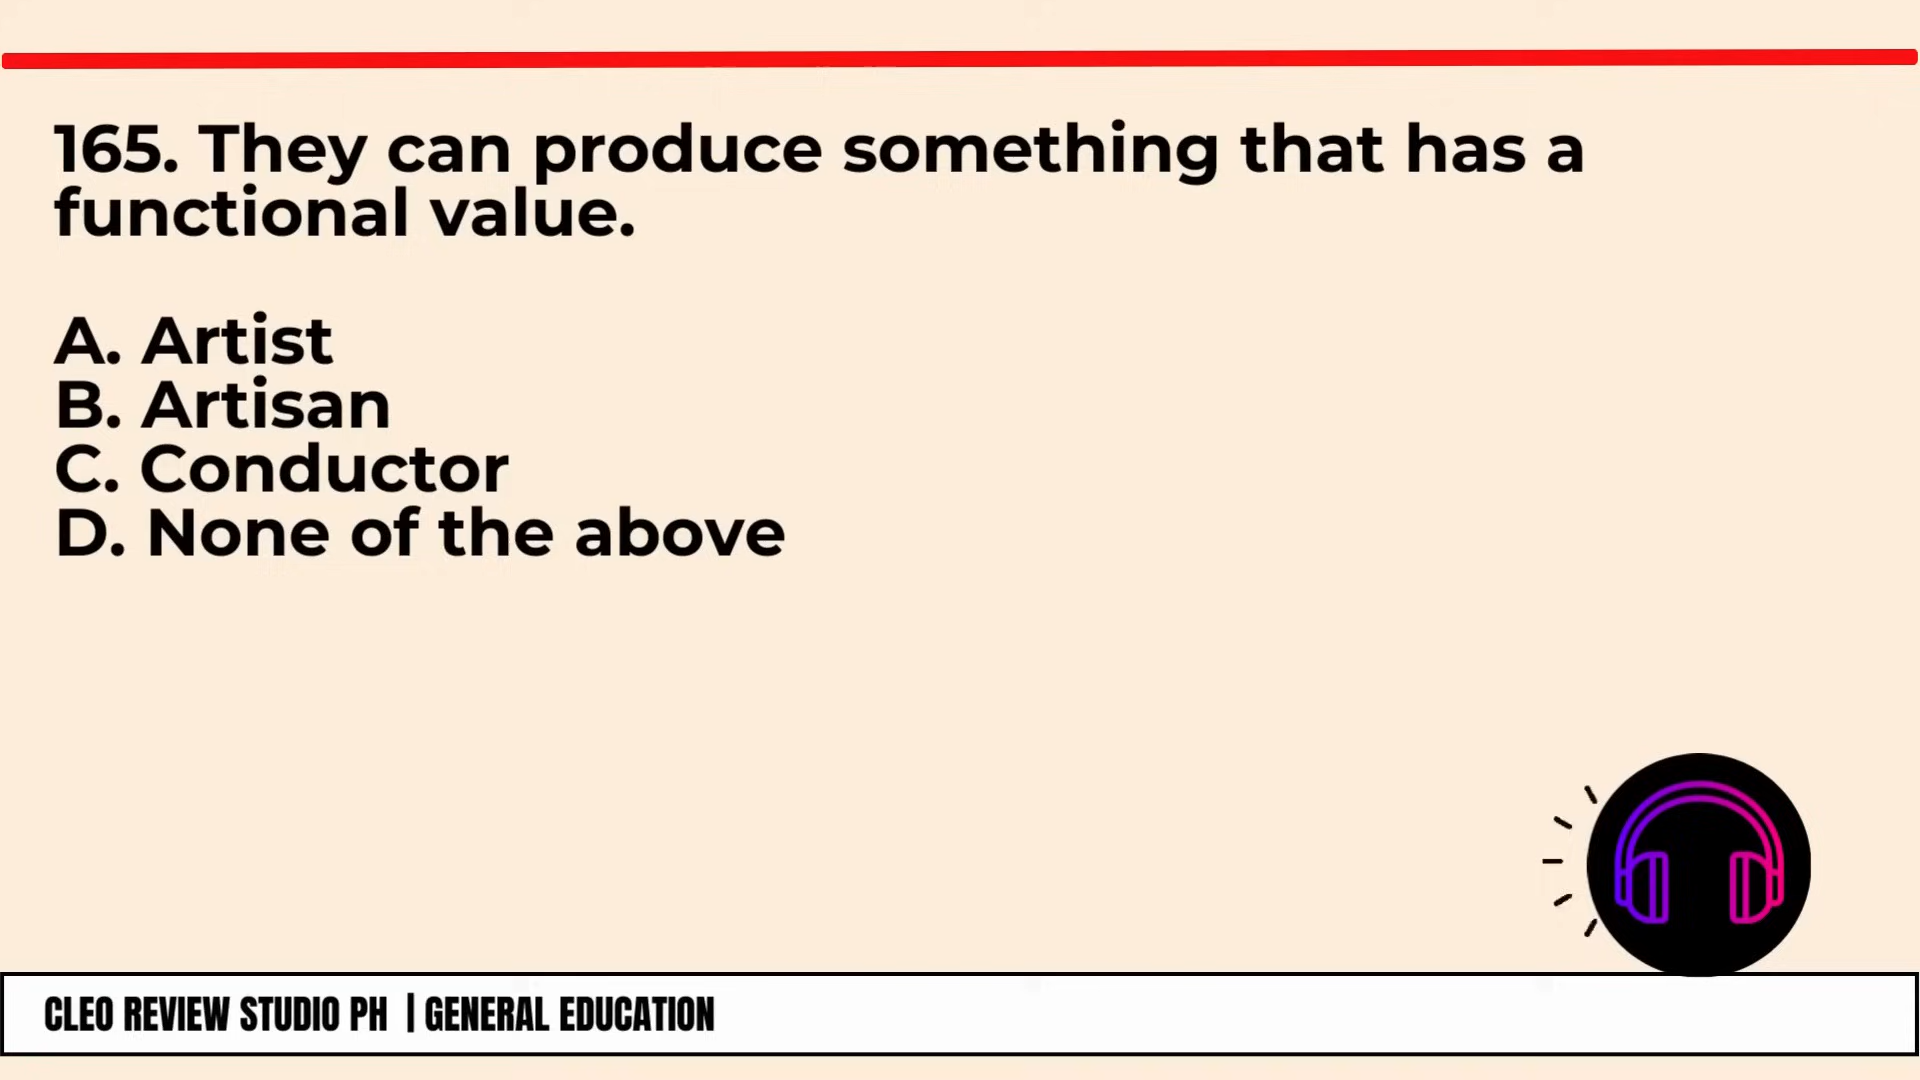 165. They can produce something that has a
functional value.
A. Artist
B. Artisan
C. Conductor
D. None of the above
CLEO REVIEW STUDIO PH | GENERAL EDUCATION